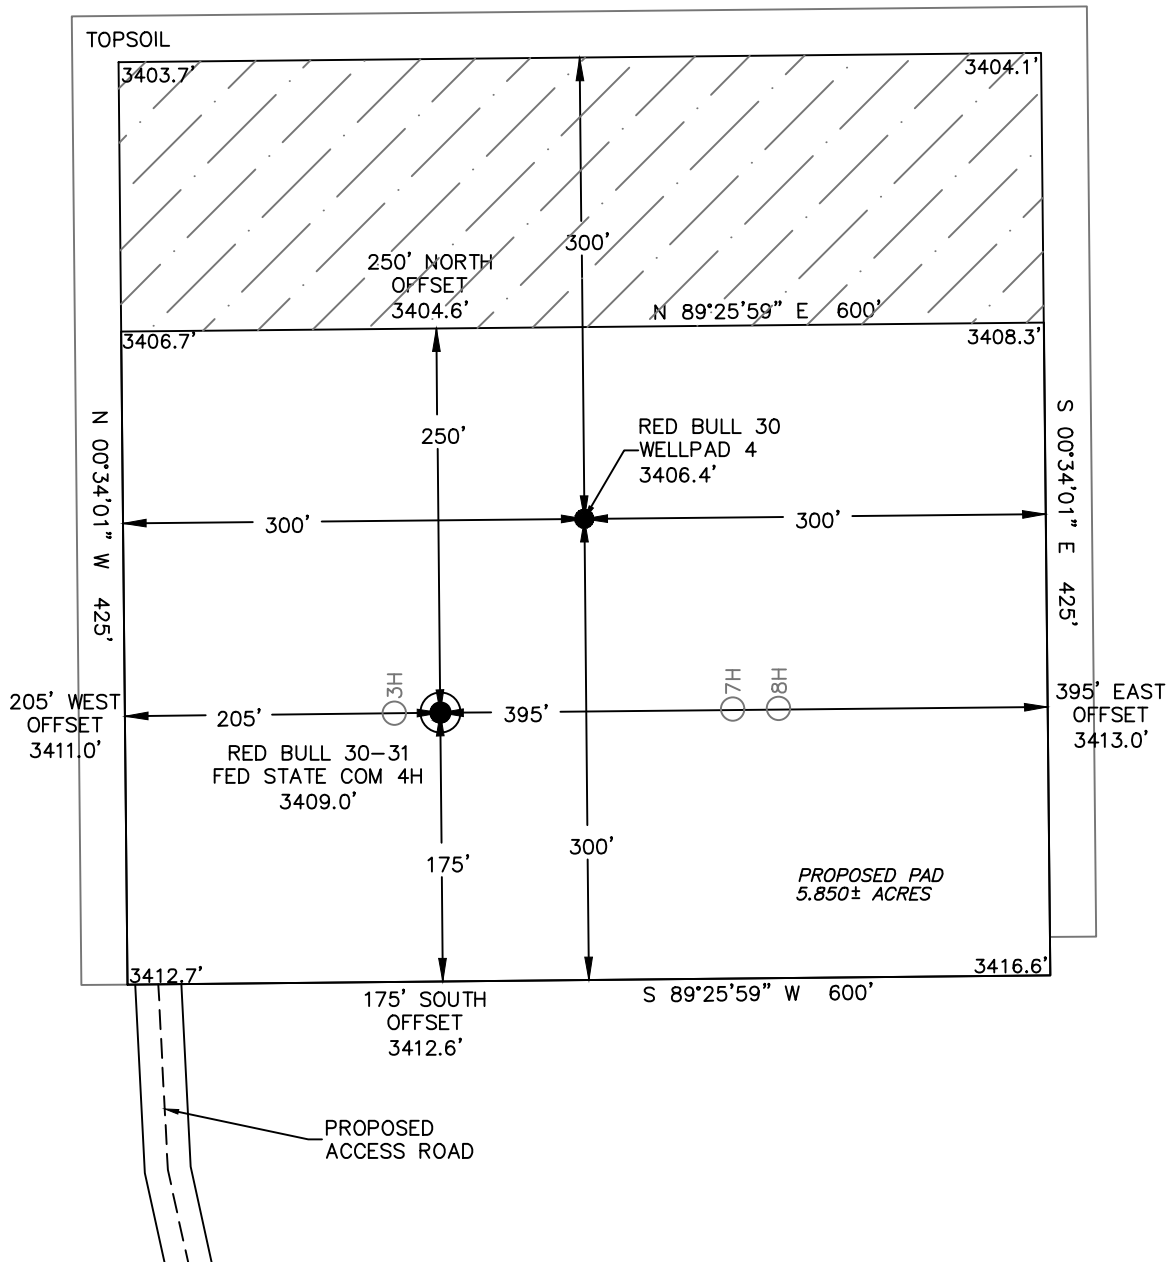 TOPSOIL
3403.7'
3404.1'
300'
250' NORTH
OFFSET
3404.6'
N 89°25'59" E 600'
3406.7'
3408.3'
N 00°34'01" W 425'
S 00°34'01" E 425'
250'
RED BULL 30
WELLPAD 4
3406.4'
300'
300'
3H
7H
8H
205' WEST
OFFSET
3411.0'
205'
395'
395' EAST
OFFSET
3413.0'
RED BULL 30-31
FED STATE COM 4H
3409.0'
175'
300'
PROPOSED PAD
5.850± ACRES
3412.7'
3416.6'
175' SOUTH
OFFSET
3412.6'
S 89°25'59" W 600'
PROPOSED
ACCESS ROAD